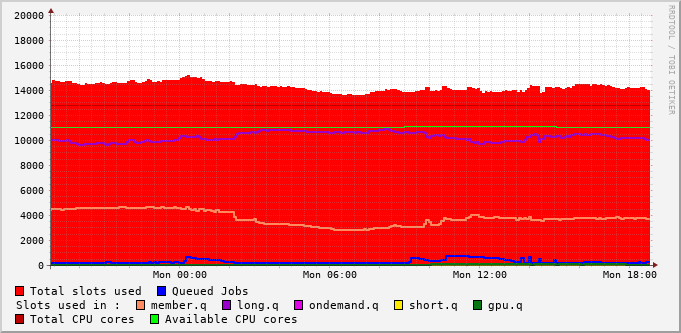 20000
18000
16000
14000
12000
11000
10000
8000
6000
4000
2000
0
Mon 00:00 Mon 06:00 Mon 12:00 Mon 18:00
RRDTOOL / TOBI OETIKER
Total slots used Queued Jobs
Slots used in : member.q long.q ondemand.q short.q gpu.q
Total CPU cores Available CPU cores